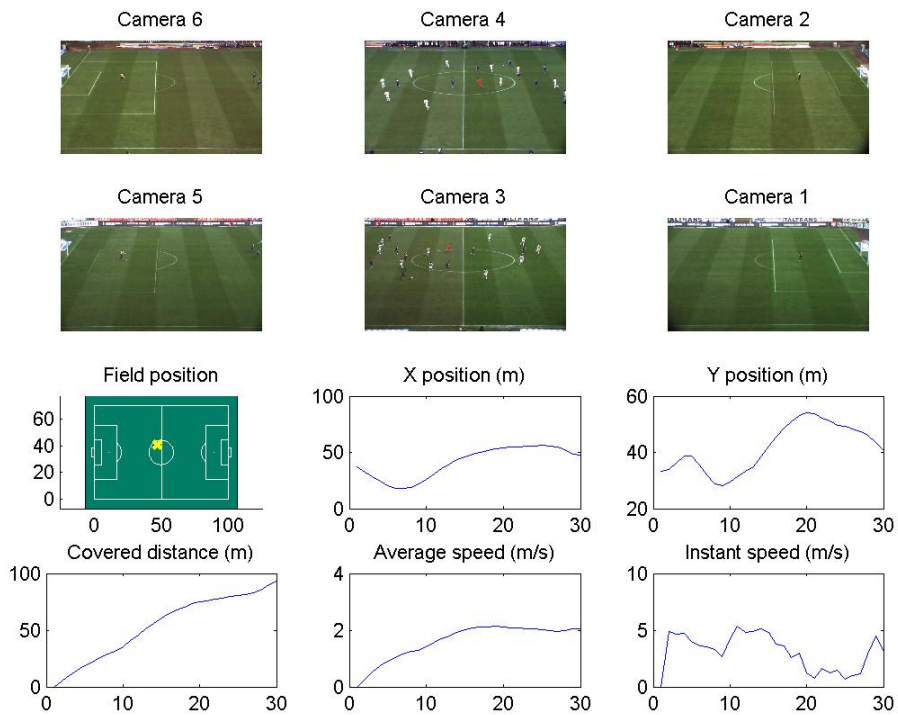 Camera 6
Camera 4
Camera 2
Camera 5
Camera 3
Camera 1
ITALTRANS
ITALTRANS
Field position
60
40
20
0
0 50 100
X position (m)
100
50
0
0 10 20 30
Y position (m)
60
40
20
0 10 20 30
Covered distance (m)
100
50
0
0 10 20 30
Average speed (m/s)
4
2
0
0 10 20 30
Instant speed (m/s)
10
5
0
0 10 20 30